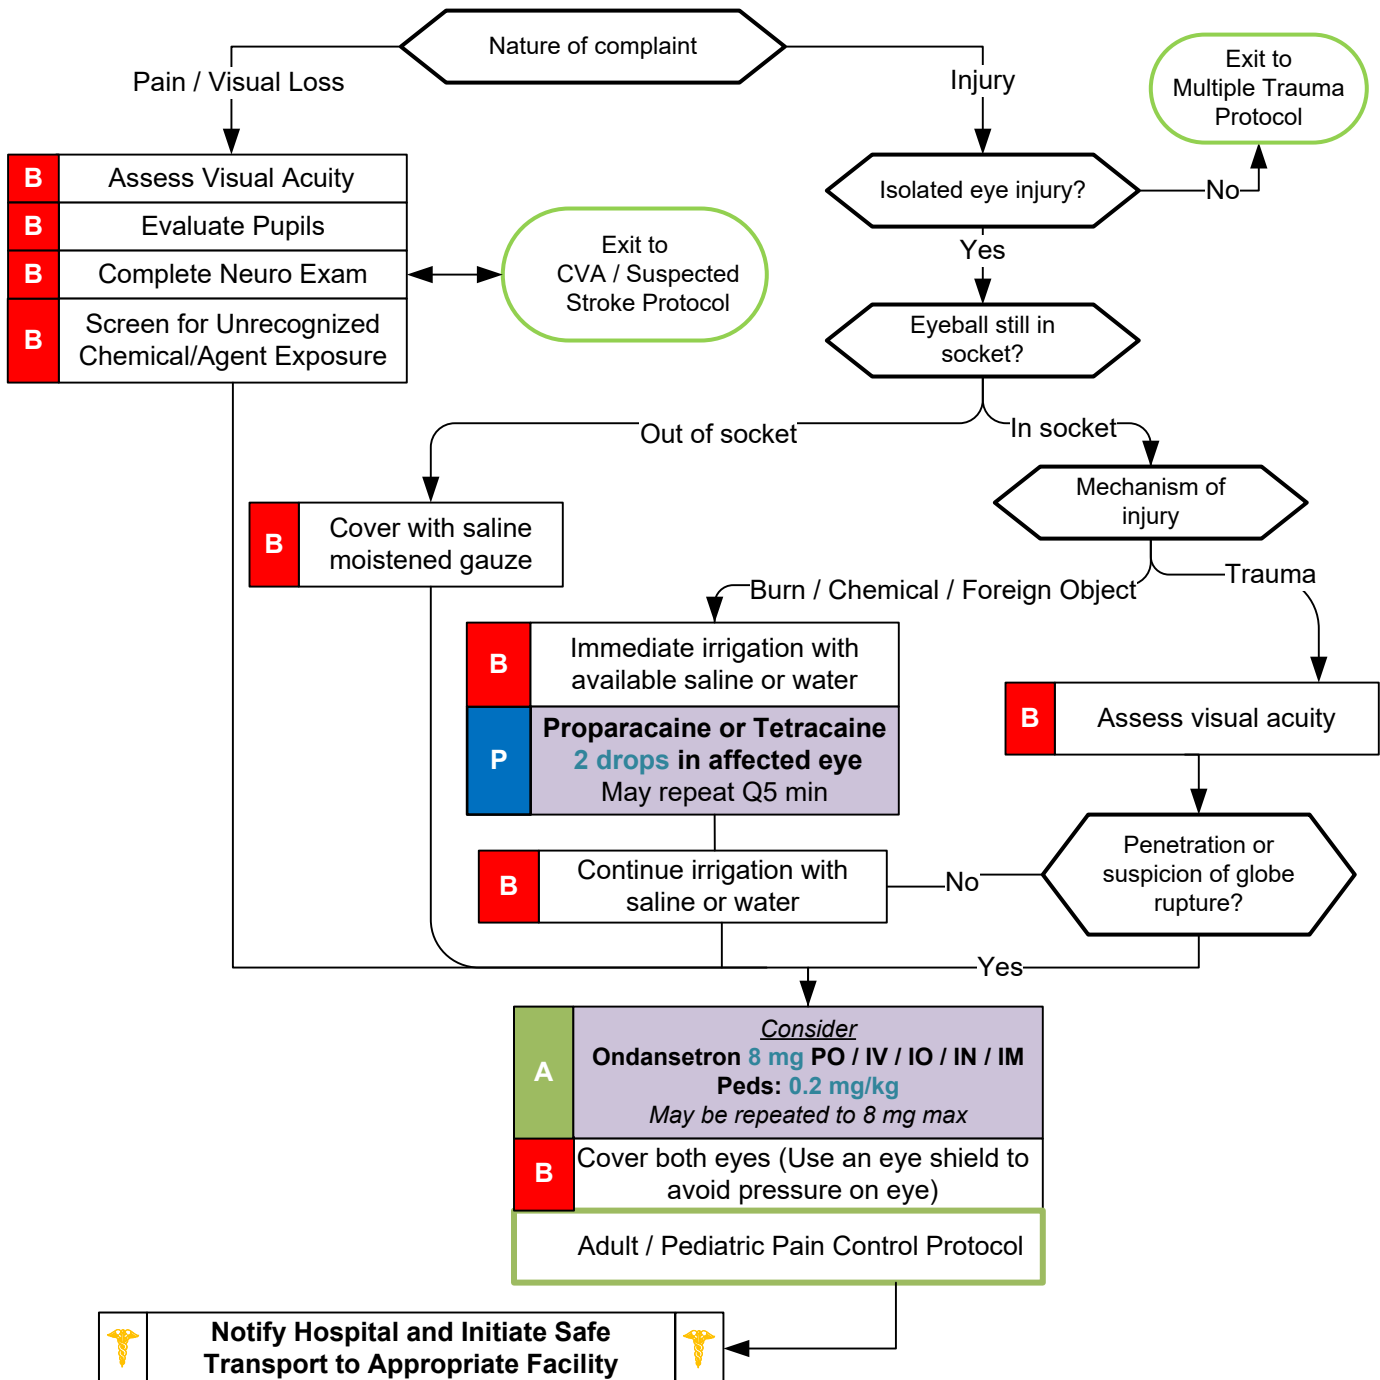 Nature of complaint
Pain / Visual Loss
Injury
Exit to
Multiple Trauma
Protocol
B
Assess Visual Acuity
B
Evaluate Pupils
B
Complete Neuro Exam
B
Screen for Unrecognized
Chemical/Agent Exposure
Exit to
CVA / Suspected
Stroke Protocol
Isolated eye injury?
No
Yes
Eyeball still in
socket?
Out of socket
In socket
B
Cover with saline
moistened gauze
Mechanism of
injury
Burn / Chemical / Foreign Object
Trauma
B
Immediate irrigation with
available saline or water
P
Proparacaine or Tetracaine
2 drops in affected eye
May repeat Q5 min
B
Assess visual acuity
B
Continue irrigation with
saline or water
No
Penetration or
suspicion of globe
rupture?
Yes
A
Consider
Ondansetron 8 mg PO / IV / IO / IN / IM
Peds: 0.2 mg/kg
May be repeated to 8 mg max
B
Cover both eyes (Use an eye shield to
avoid pressure on eye)
Adult / Pediatric Pain Control Protocol
Notify Hospital and Initiate Safe
Transport to Appropriate Facility